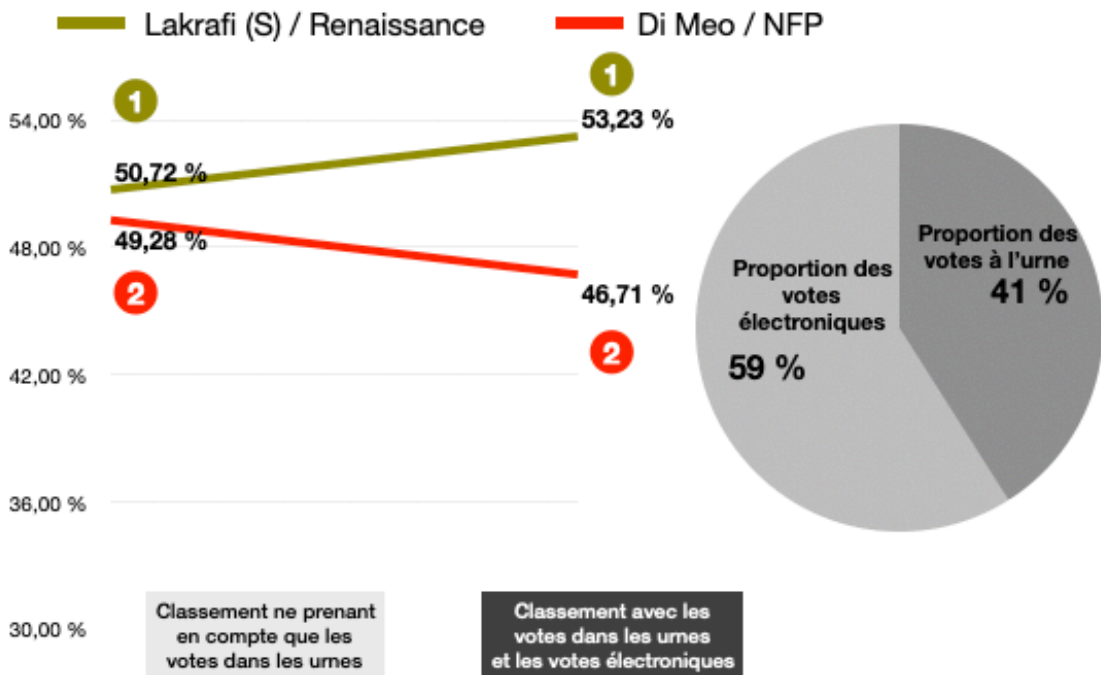 Lakrafi (S) / Renaissance
Di Meo / NFP
1
1
54,00 %
53,23 %
50,72 %
49,28 %
48,00 %
2
46,71 %
2
42,00 %
36,00 %
30,00 %
Classement ne prenant
en compte que les
votes dans les urnes
Classement avec les
votes dans les urnes
et les votes électroniques
Proportion des
votes
électroniques
59 %
Proportion des
votes à l'urne
41 %